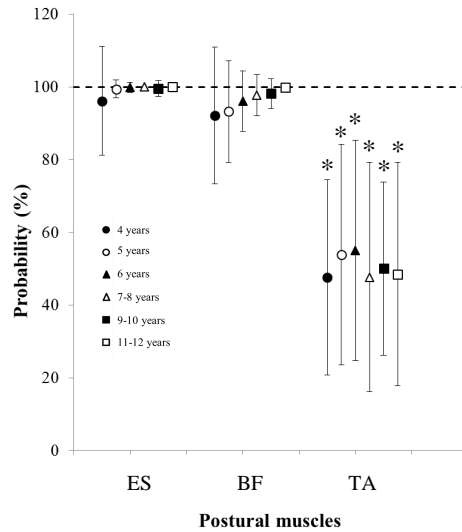 120
100
80
60
40
20
0
Probability (%)
4 years
5 years
6 years
7-8 years
9-10 years
11-12 years
* * * * * *
ES BF TA
Postural muscles